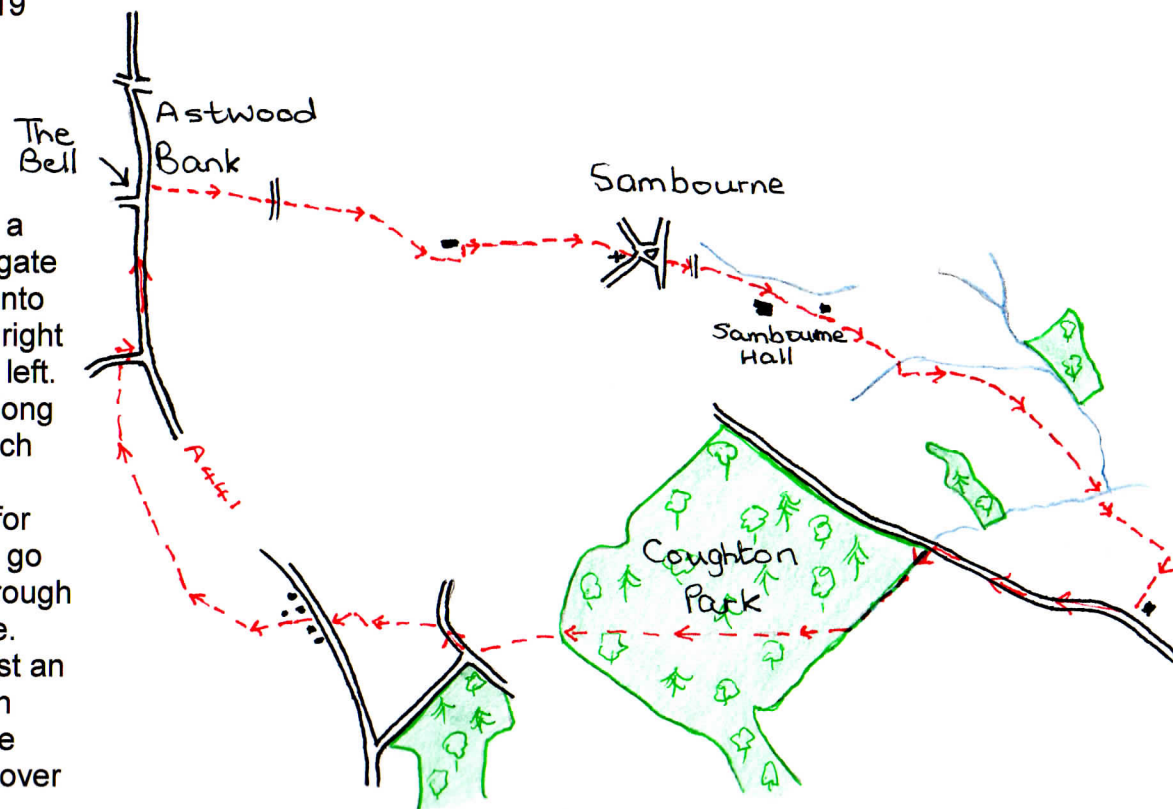 19
a
gate
nto
right
left.
ong
ch
for
go
rough
e.
st an
n
e
over
The
Bell
Astwood
Bank
Sambourne
Sambourne
Hall
A441
Coughton
Park